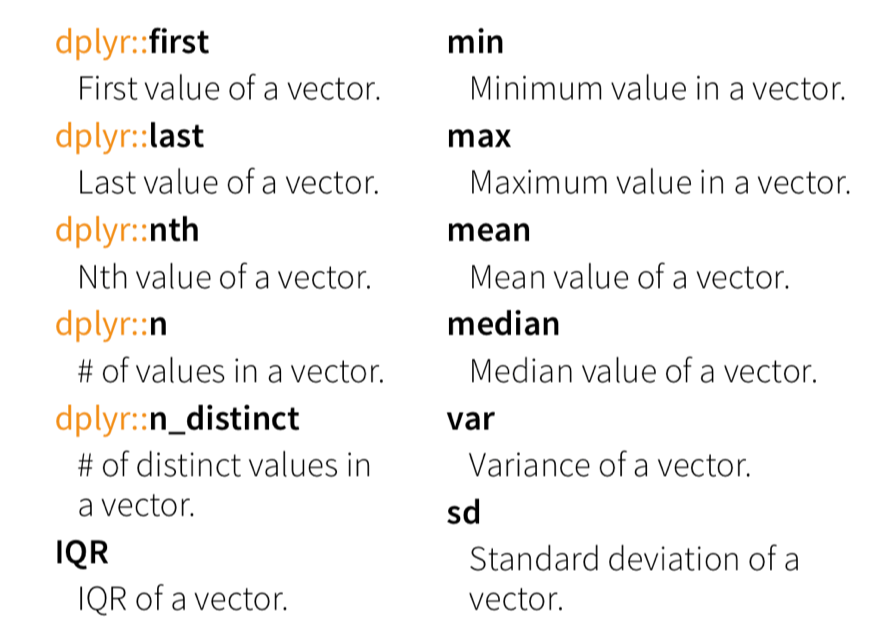 dplyr::first
First value of a vector.
dplyr::last
Last value of a vector.
dplyr::nth
Nth value of a vector.
dplyr::n
# of values in a vector.
dplyr::n_distinct
# of distinct values in
a vector.
IQR
IQR of a vector.
min
Minimum value in a vector.
max
Maximum value in a vector.
mean
Mean value of a vector.
median
Median value of a vector.
var
Variance of a vector.
sd
Standard deviation of a
vector.